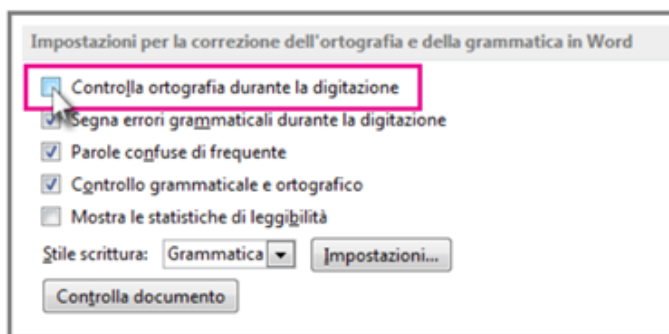 Impostazioni per la correzione dell'ortografia e della grammatica in Word
Controlla ortografia durante la digitazione
Segna errori grammaticali durante la digitazione
Parole confuse di frequente
Controllo grammaticale e ortografico
Mostra le statistiche di leggibilità
Stile scrittura: Grammatica Impostazioni...
Controlla documento